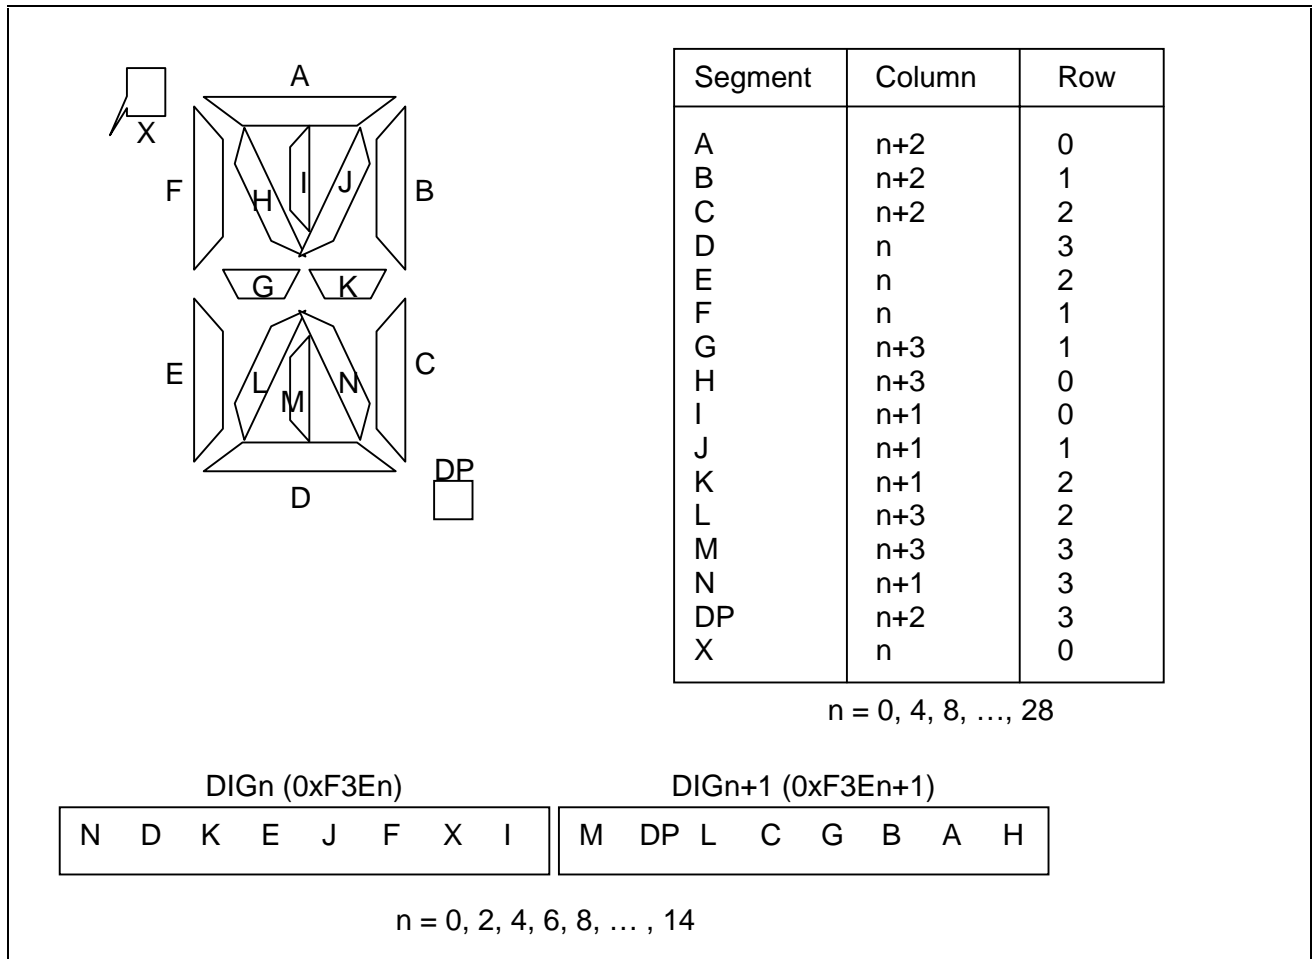 A
X
F
H
I
J
B
G
K
E
L
M
N
C
DP
D
Segment Column Row
A n+2 0
B n+2 1
C n+2 2
D n 3
E n 2
F n 1
G n+3 1
H n+3 0
I n+1 0
J n+1 1
K n+1 2
L n+3 2
M n+3 3
N n+1 3
DP n+2 3
X n 0
n = 0, 4, 8, …, 28
DIGn (0xF3En) DIGn+1 (0xF3En+1)
N D K E J F X I M DP L C G B A H
n = 0, 2, 4, 6, 8, … , 14